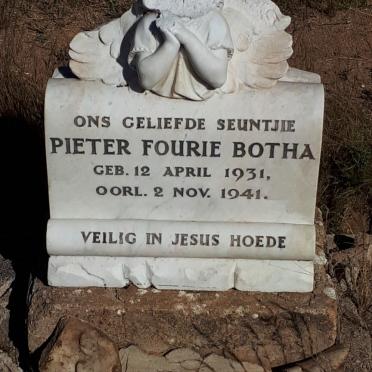 ONS GELIEFDE SEUNTJIE
PIETER FOURIE BOTHA
GEB. 12 APRIL 1931,
OORL. 2 NOV. 1941.
VEILIG IN JESUS HOEDE